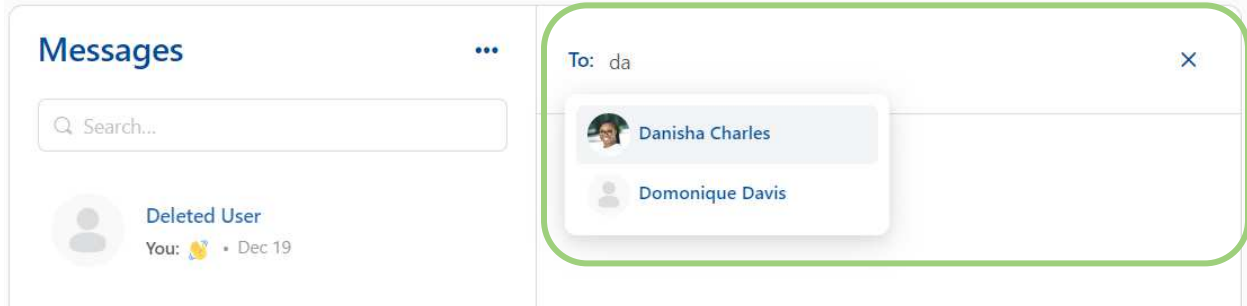 Messages
•••
Search...
Deleted User
You: 👋 • Dec 19
To: da
Danisha Charles
Domonique Davis